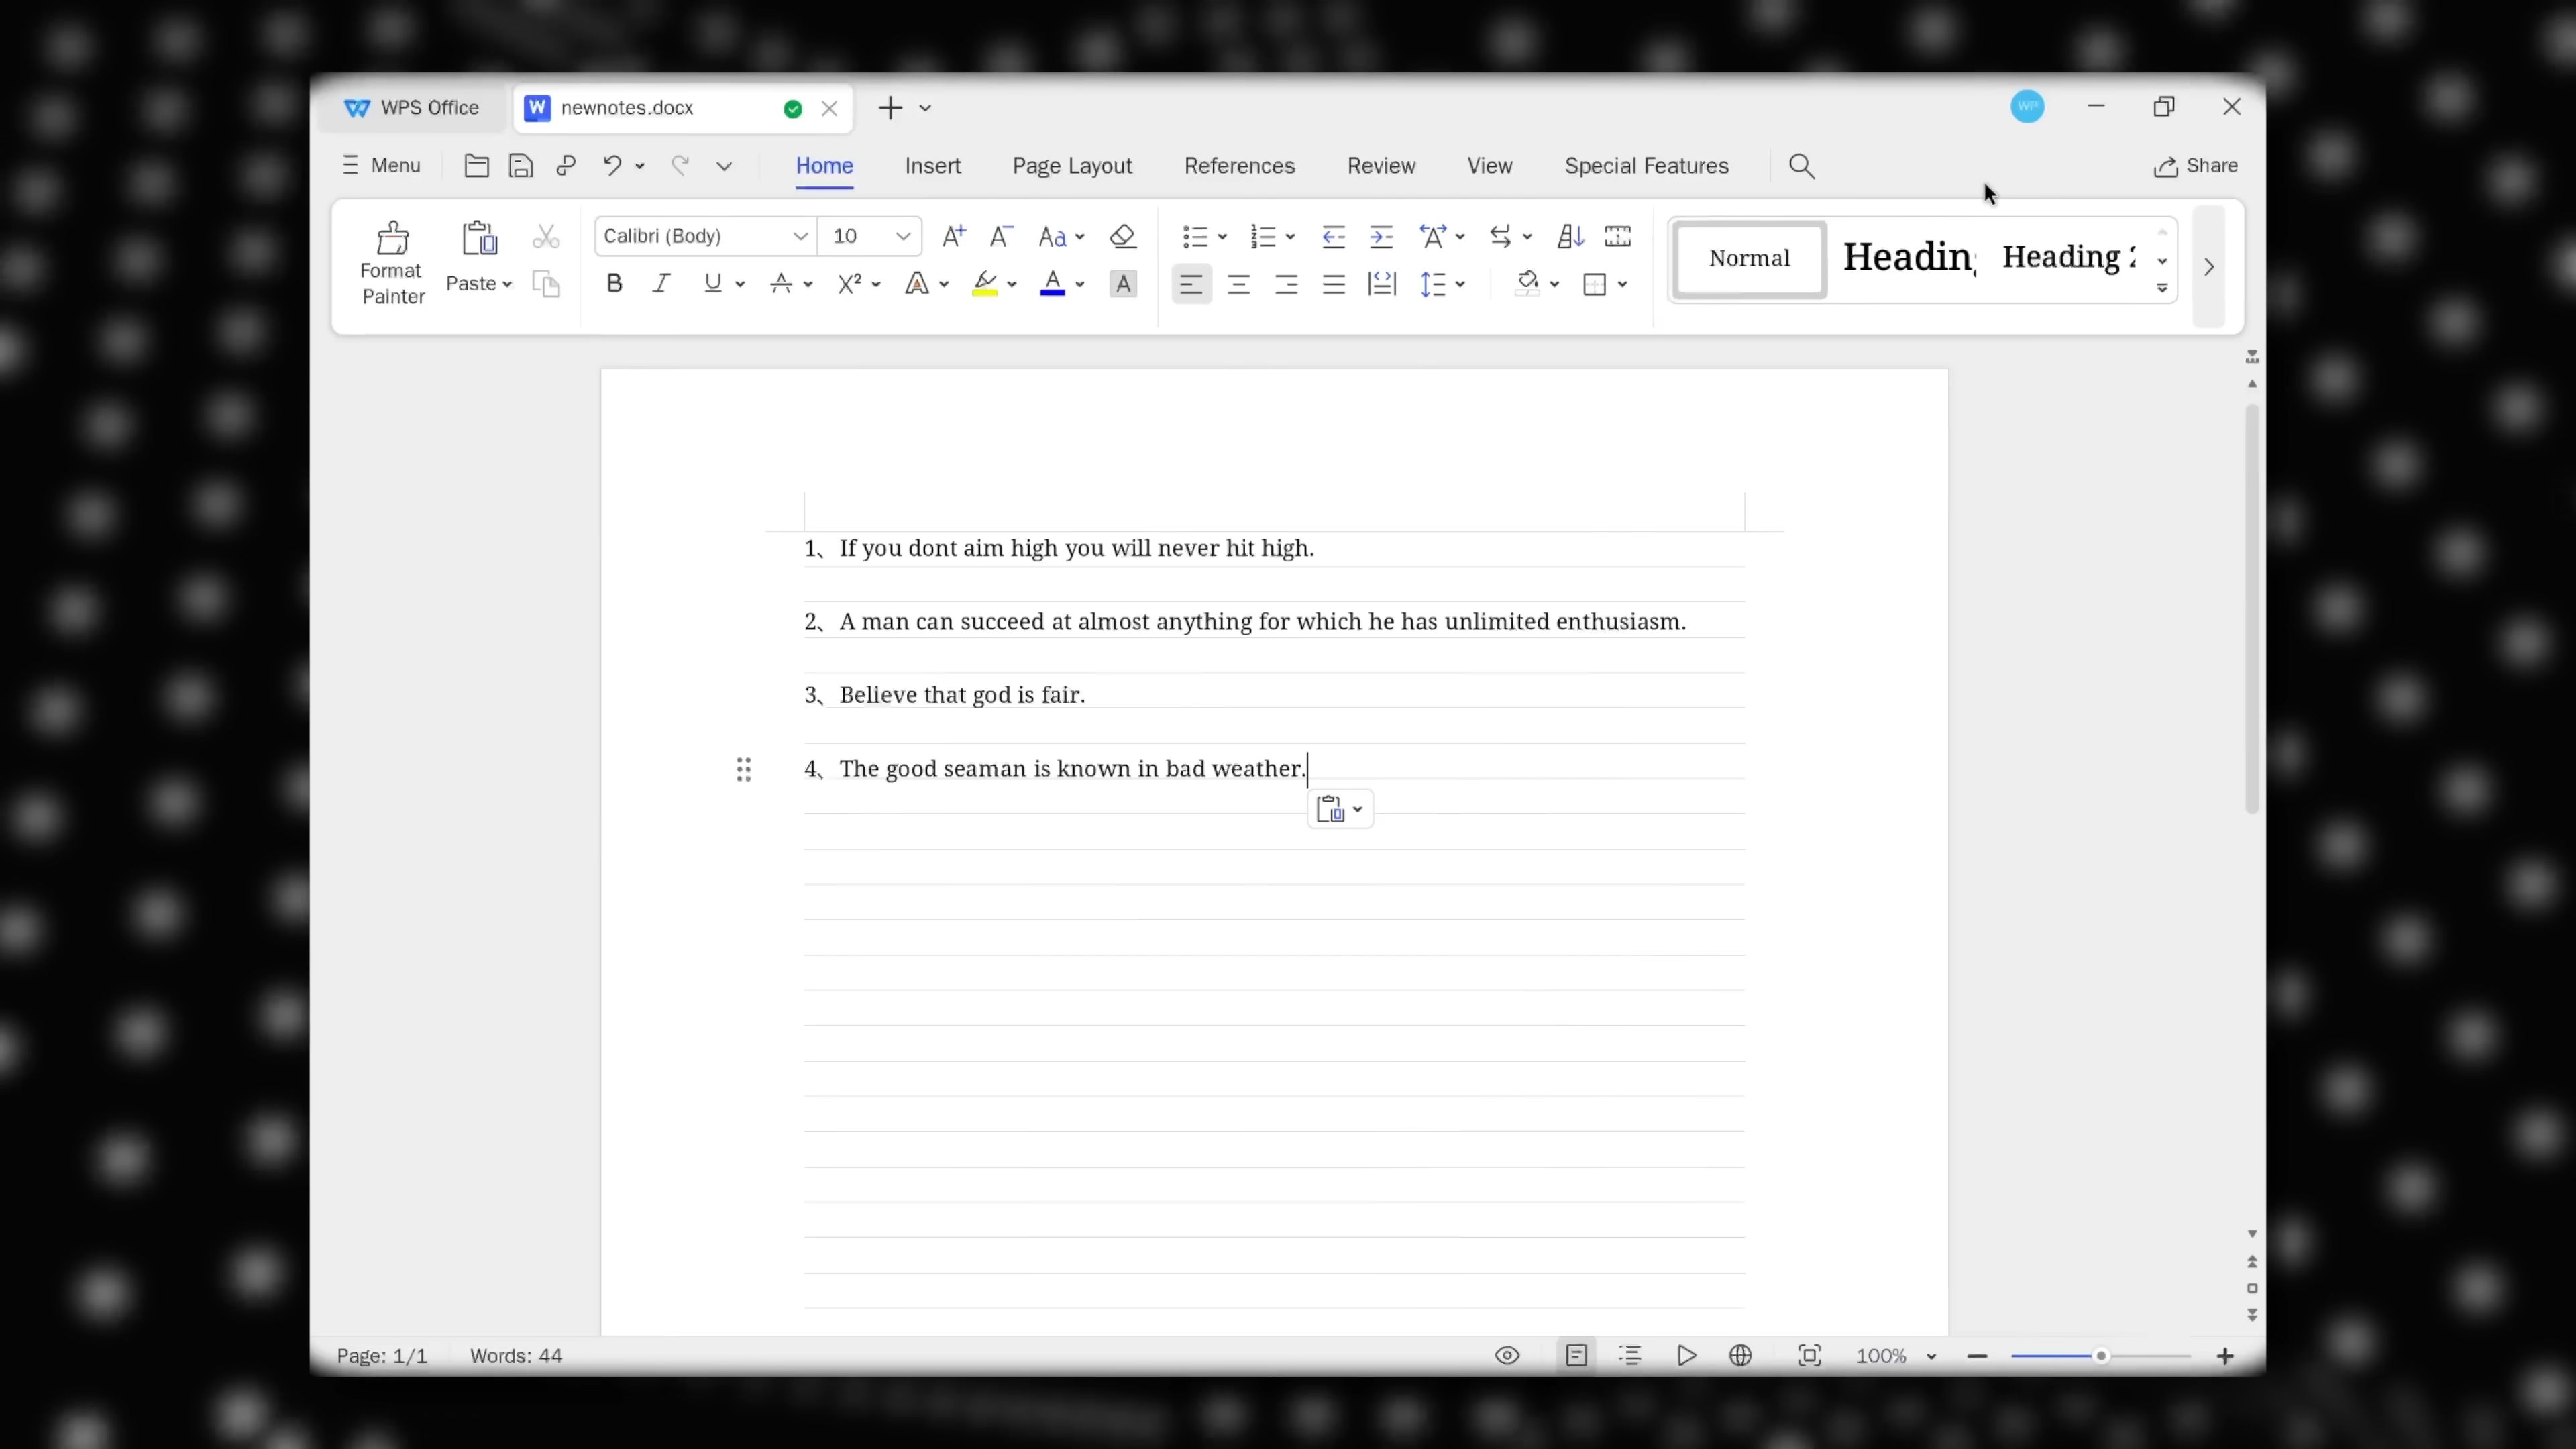 WPS Office
newnotes.docx
WPS
Menu
Home
Insert
Page Layout
References
Review
View
Special Features
Share
Format
Painter
Paste
Calibri (Body)
10
Normal
Heading
Heading 2
1、If you dont aim high you will never hit high.
2、A man can succeed at almost anything for which he has unlimited enthusiasm.
3、Believe that god is fair.
4、The good seaman is known in bad weather.
Page: 1/1
Words: 44
100%